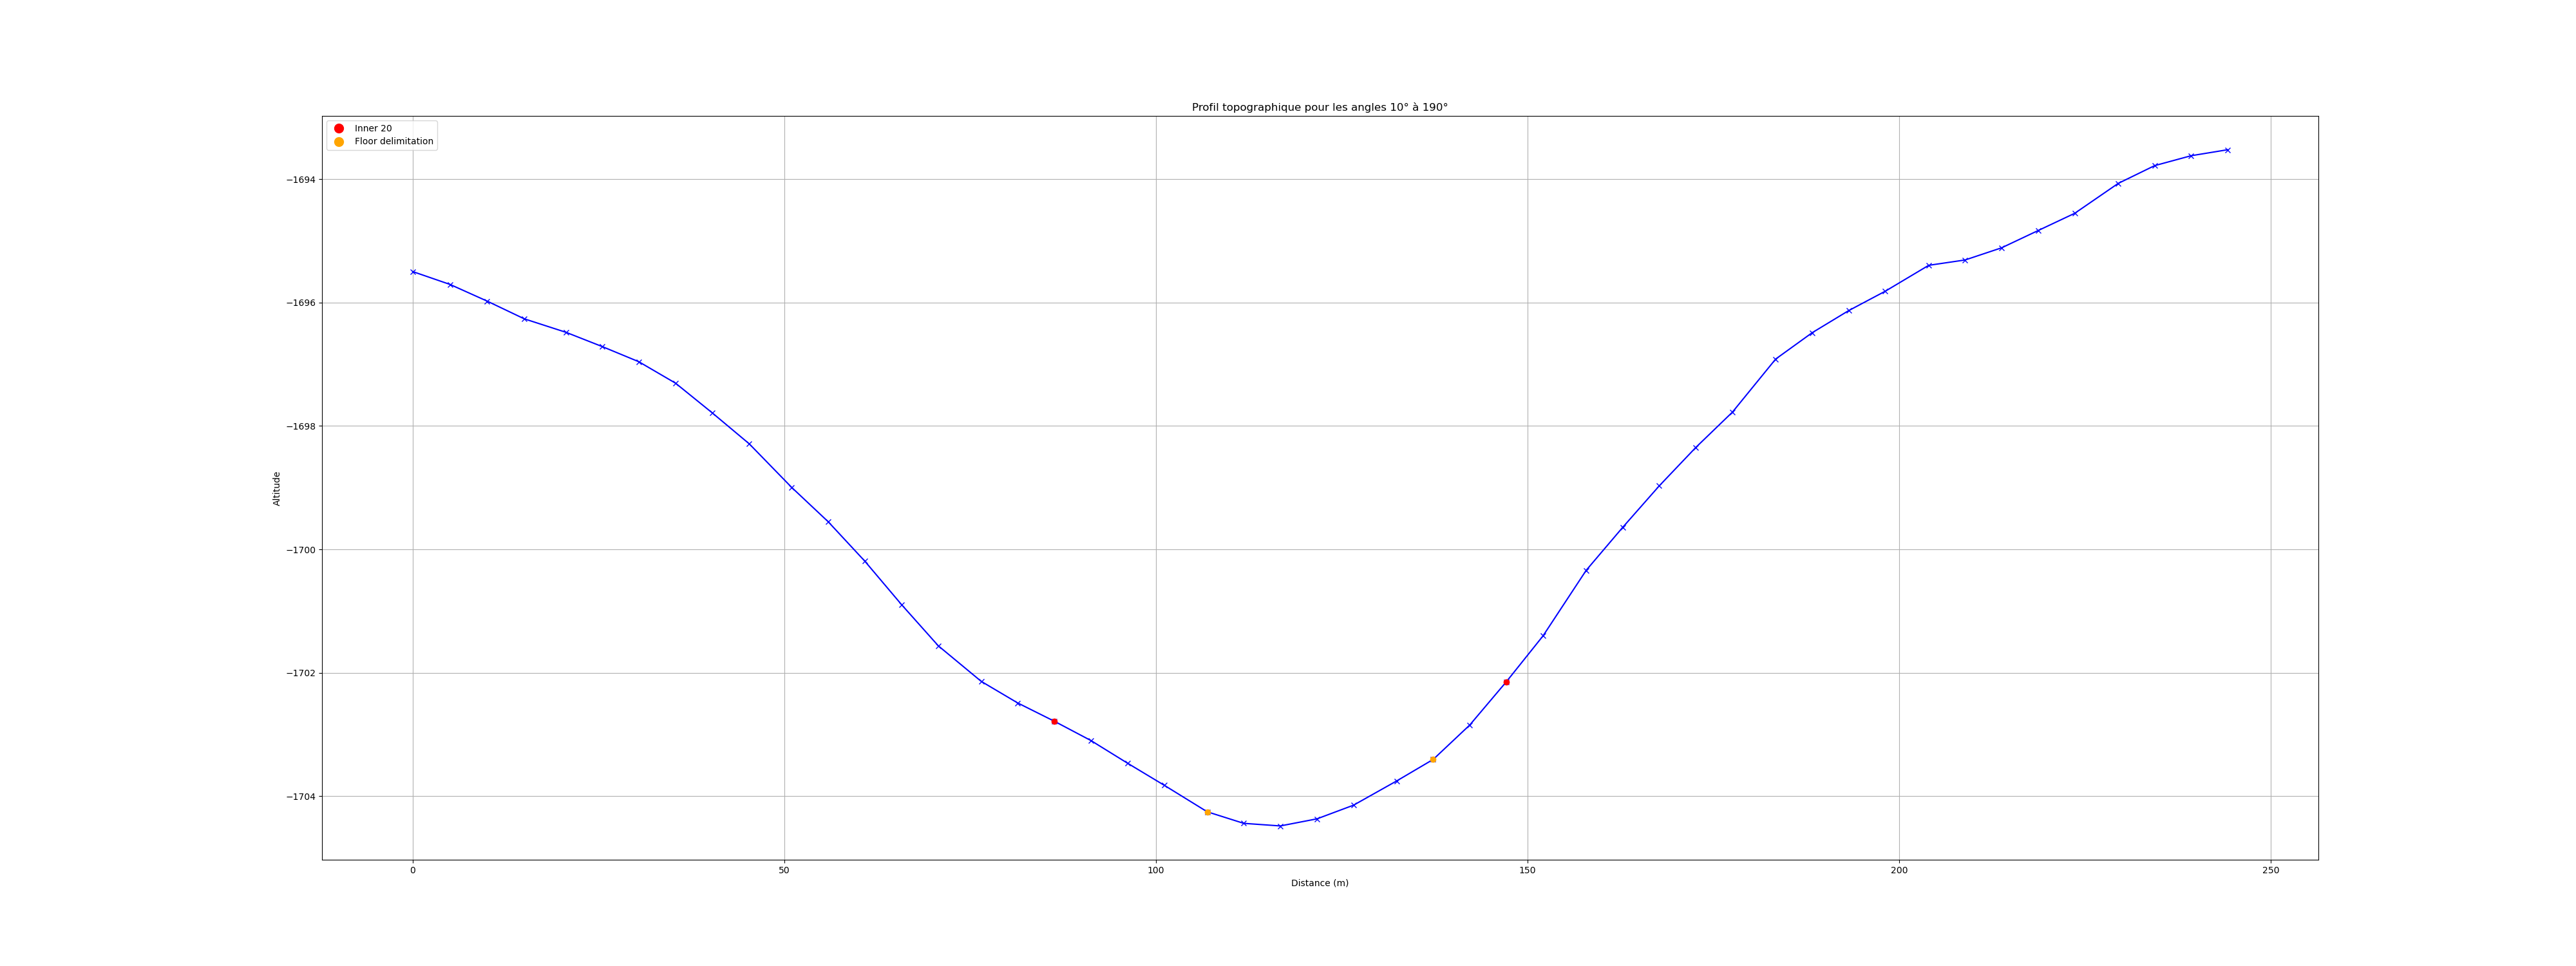 Profil topographique pour les angles 10° à 190°
Inner 20
Floor delimitation
−1694
−1696
−1698
−1700
−1702
−1704
Altitude
0
50
100
150
200
250
Distance (m)